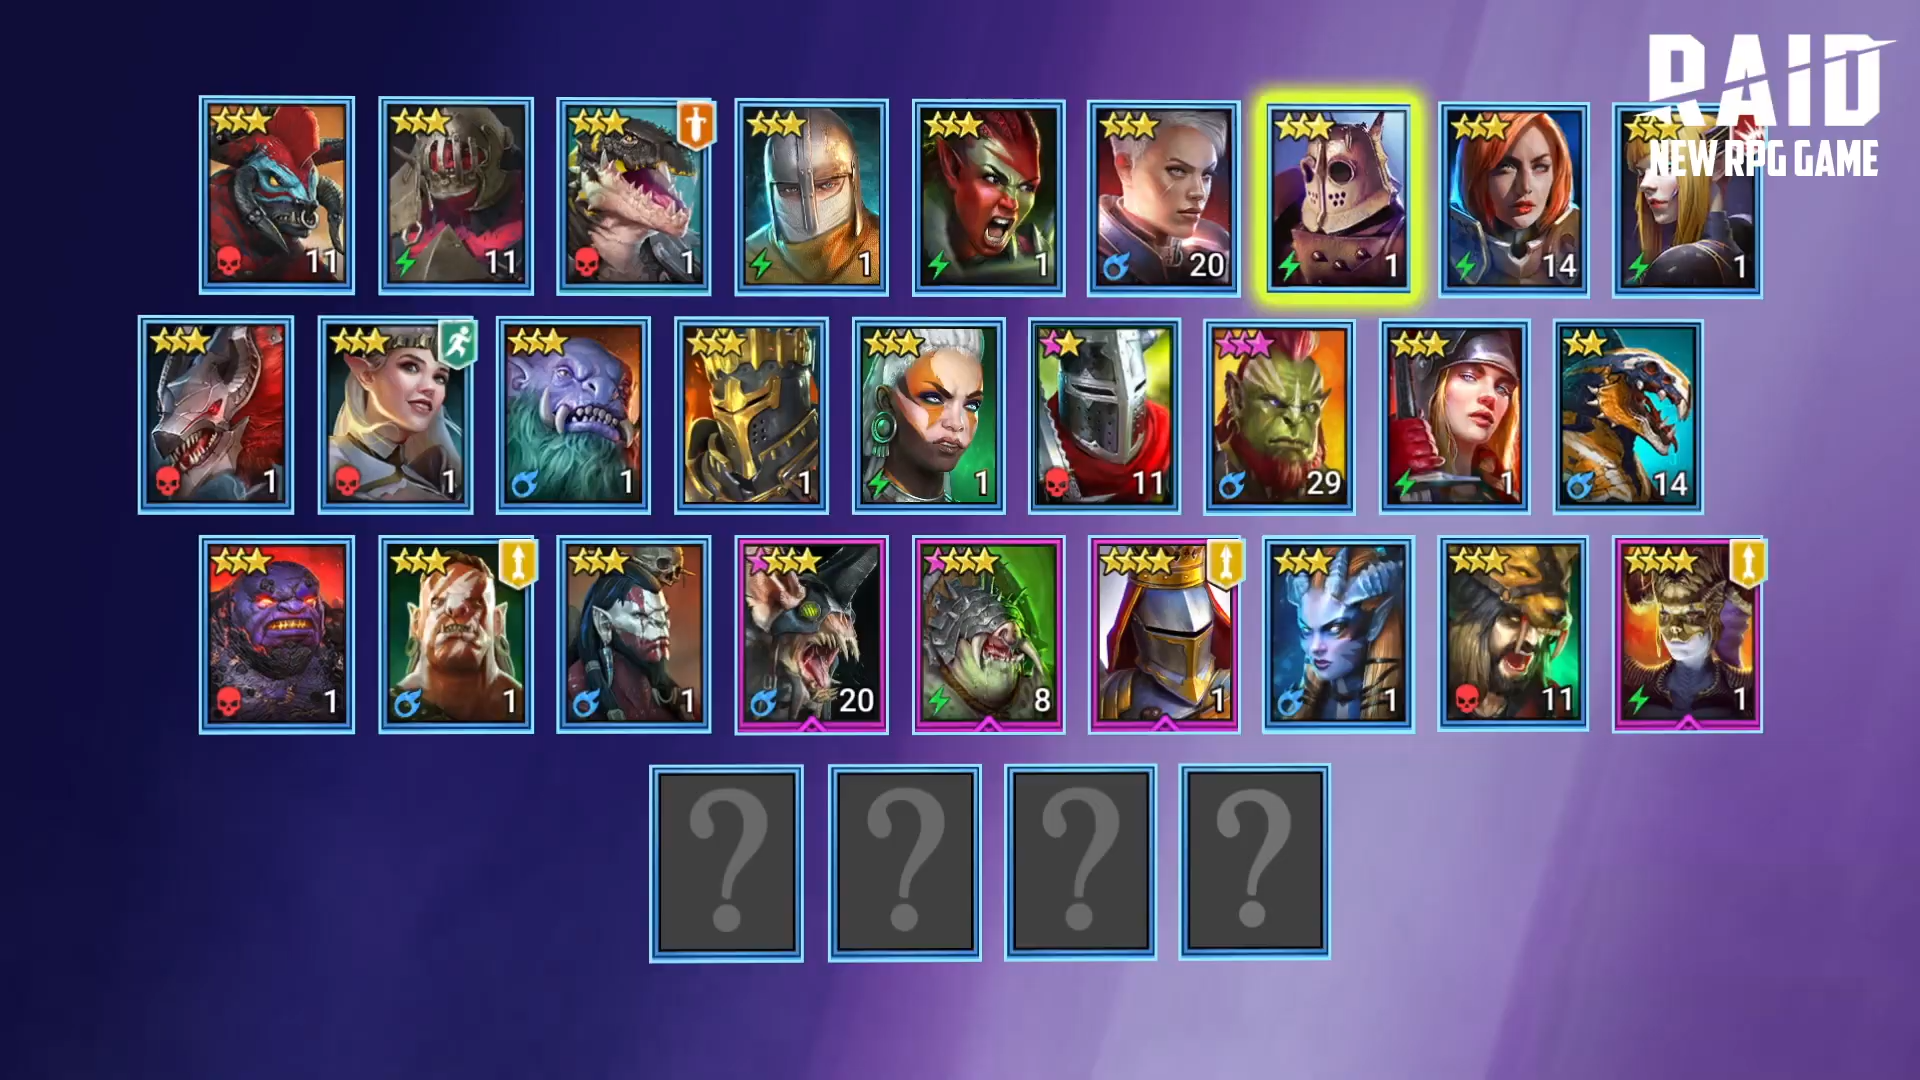 RAID
NEW RPG GAME
11 11 1 1 1 20 1 14 1
1 1 1 1 1 11 29 1 14
1 1 1 20 8 1 1 11 1
? ? ? ?